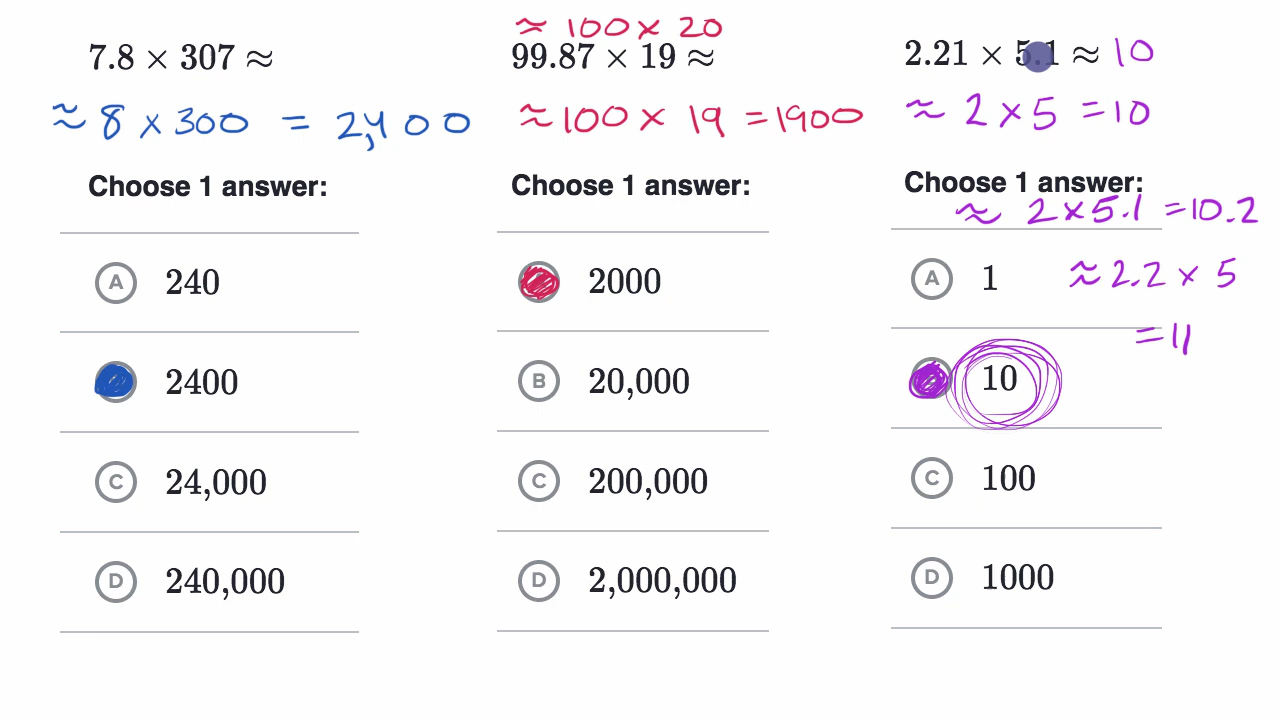 7.8 × 307 ≈
≈ 8 × 300 = 2,400
Choose 1 answer:
A 240
2400
C 24,000
D 240,000
≈ 100 × 20
99.87 × 19 ≈
≈ 100 × 19 = 1900
Choose 1 answer:
2000
B 20,000
C 200,000
D 2,000,000
2.21 × 5.1 ≈ 10
≈ 2 × 5 = 10
Choose 1 answer:
≈ 2 × 5.1 = 10.2
A 1
≈ 2.2 × 5
= 11
10
C 100
D 1000